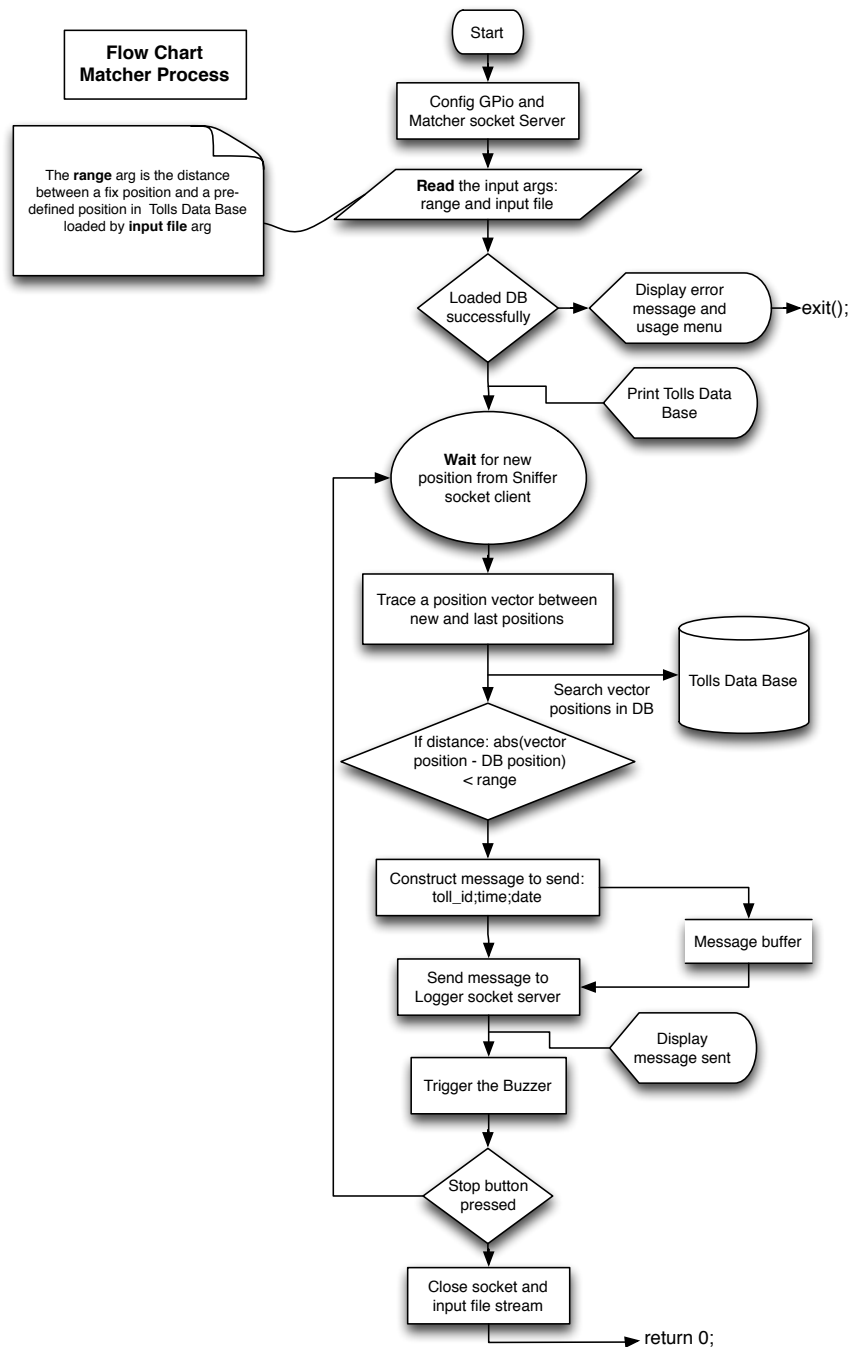 Start
Flow Chart
Matcher Process
Config GPio and
Matcher socket Server
The range arg is the distance
between a fix position and a pre-
defined position in Tolls Data Base
loaded by input file arg
Read the input args:
range and input file
Loaded DB
successfully
Display error
message and
usage menu
exit();
Print Tolls Data
Base
Wait for new
position from Sniffer
socket client
Trace a position vector between
new and last positions
Search vector
positions in DB
Tolls Data Base
If distance: abs(vector
position - DB position)
< range
Construct message to send:
toll_id;time;date
Message buffer
Send message to
Logger socket server
Display
message sent
Trigger the Buzzer
Stop button
pressed
Close socket and
input file stream
return 0;